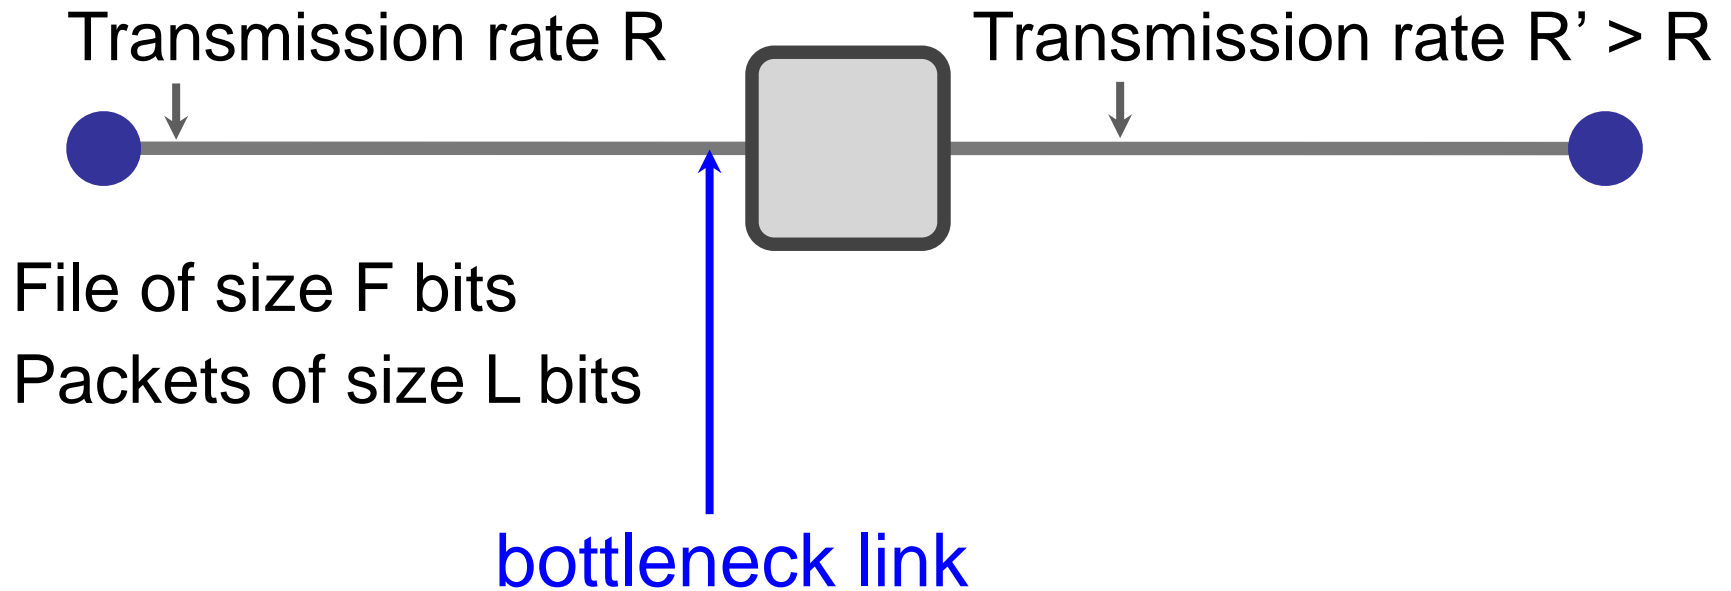 Transmission rate R
Transmission rate R’ > R
File of size F bits
Packets of size L bits
bottleneck link